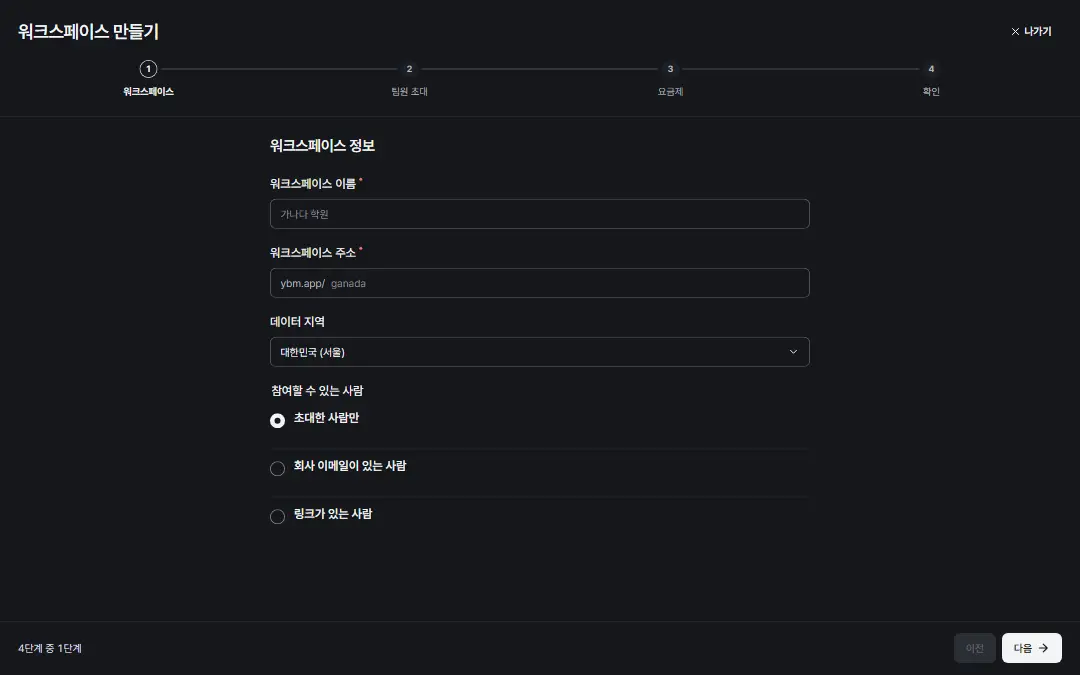 워크스페이스 만들기
나가기
1
2
3
4
워크스페이스
팀원 초대
요금제
확인
워크스페이스 정보
워크스페이스 이름 *
가나다 학원
워크스페이스 주소 *
ybm.app/ ganada
데이터 지역
대한민국 (서울)
참여할 수 있는 사람
초대한 사람만
회사 이메일이 있는 사람
링크가 있는 사람
4단계 중 1단계
이전
다음 →